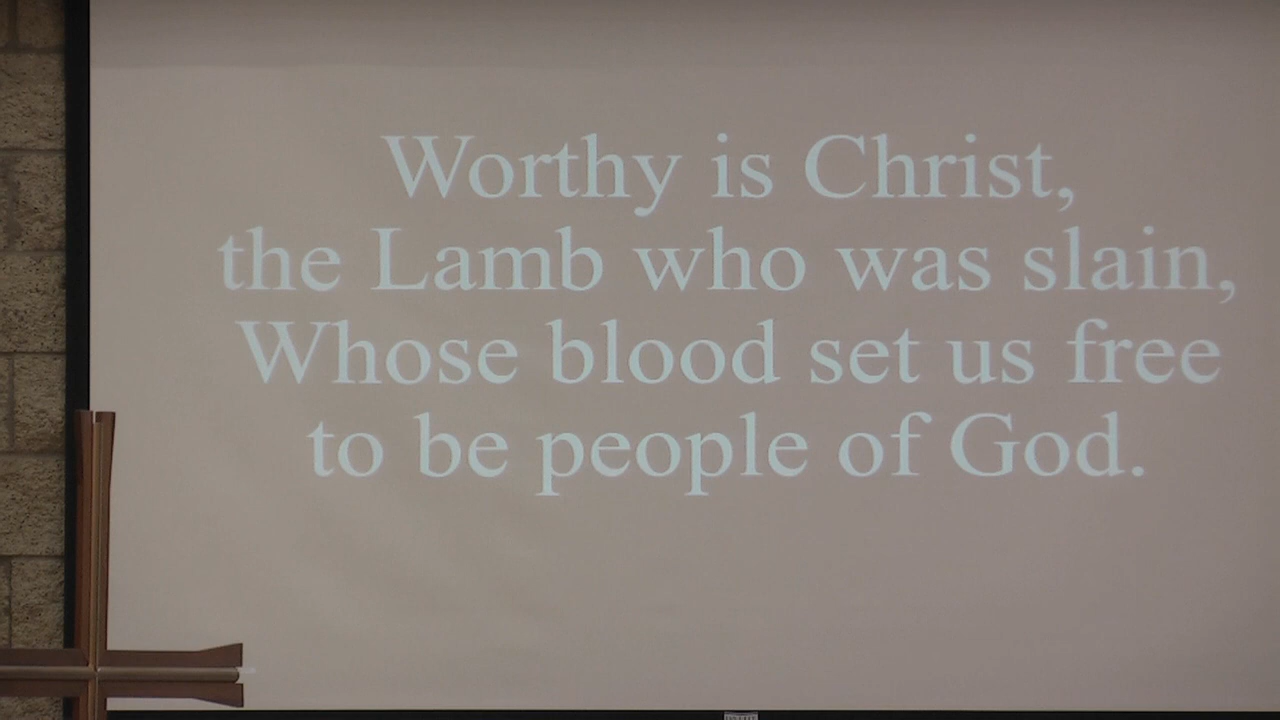 Worthy is Christ,
the Lamb who was slain,
Whose blood set us free
to be people of God.